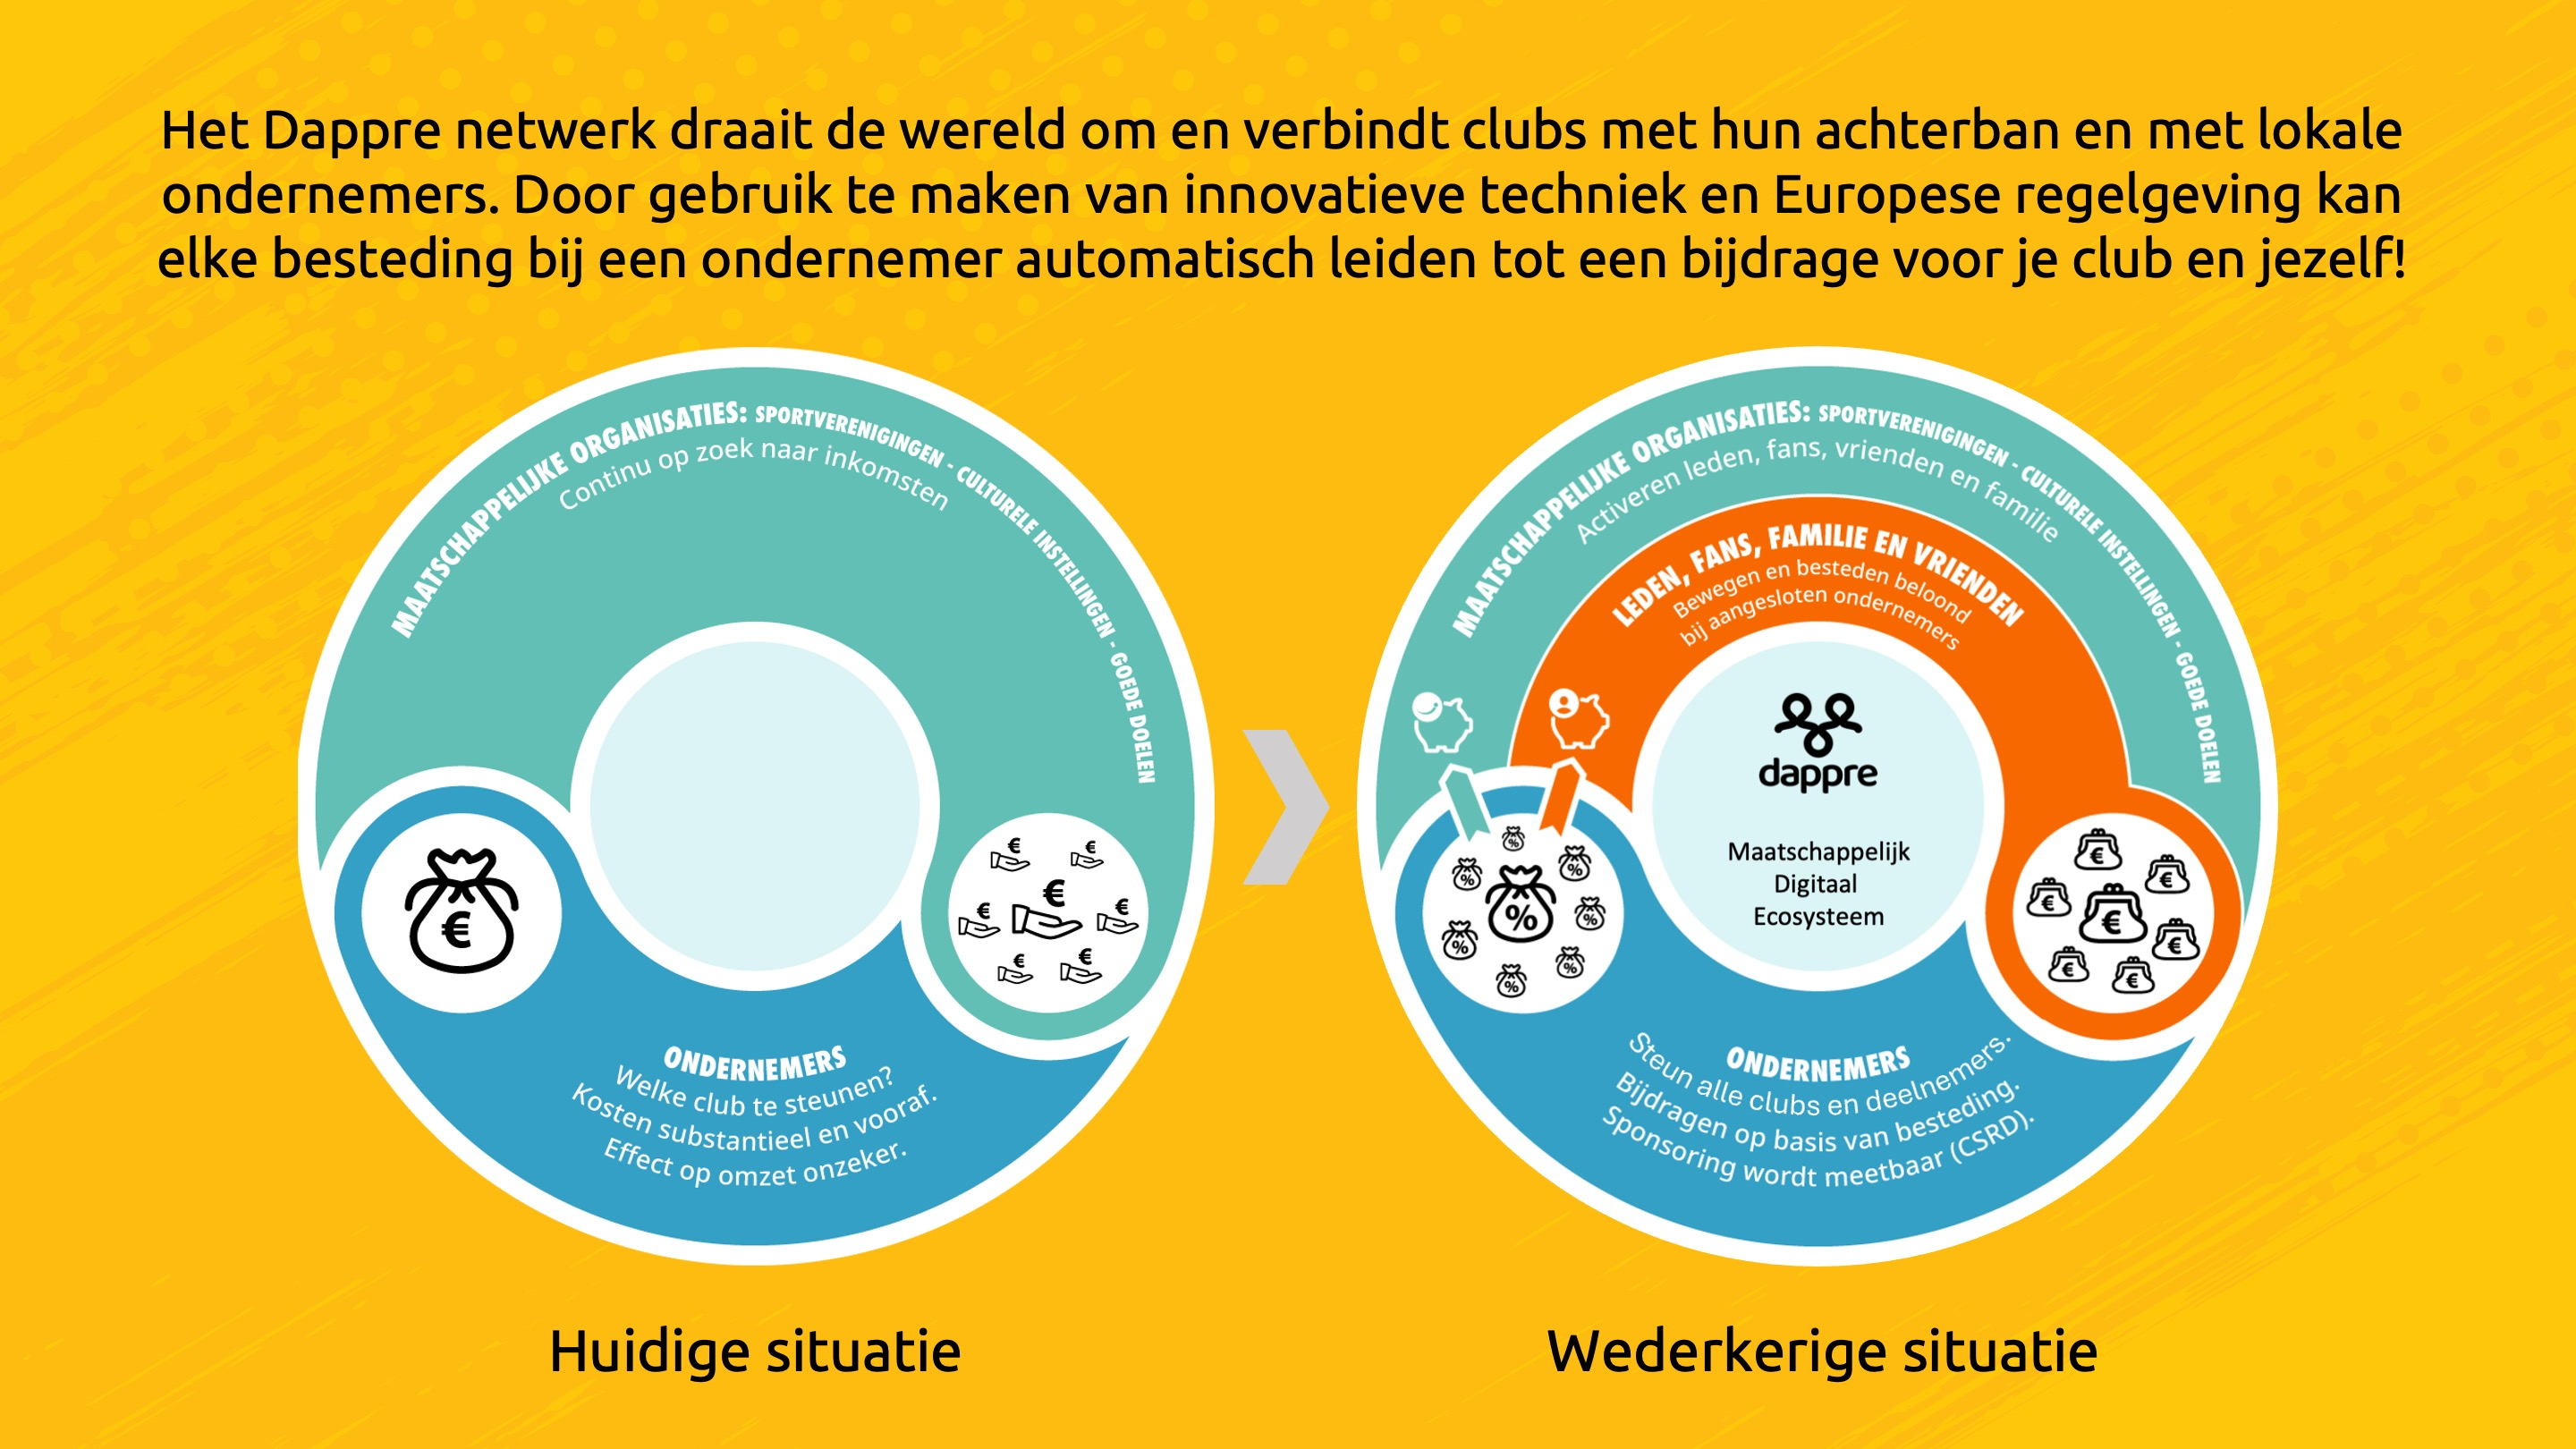 Het Dappre netwerk draait de wereld om en verbindt clubs met hun achterban en met lokale
ondernemers. Door gebruik te maken van innovatieve techniek en Europese regelgeving kan
elke besteding bij een ondernemer automatisch leiden tot een bijdrage voor je club en jezelf!
MAATSCHAPPELIJKE ORGANISATIES: SPORTVERENIGINGEN - CULTURELE INSTELLINGEN - GOEDE DOELEN
Continu op zoek naar inkomsten
€
€
€
€
€
€
€
€
ONDERNEMERS
Welke club te steunen?
Kosten substantieel en vooraf.
Effect op omzet onzeker.
Huidige situatie
MAATSCHAPPELIJKE ORGANISATIES: SPORTVERENIGINGEN - CULTURELE INSTELLINGEN - GOEDE DOELEN
Activeren leden, fans, vrienden en familie
LEDEN, FANS, FAMILIE EN VRIENDEN
Bewegen en besteden beloond
bij aangesloten ondernemers
dappre
Maatschappelijk
Digitaal
Ecosysteem
%
%
%
%
%
%
%
%
€
€
€
€
€
€
€
ONDERNEMERS
Steun alle clubs en deelnemers.
Bijdragen op basis van besteding.
Sponsoring wordt meetbaar (CSRD).
Wederkerige situatie